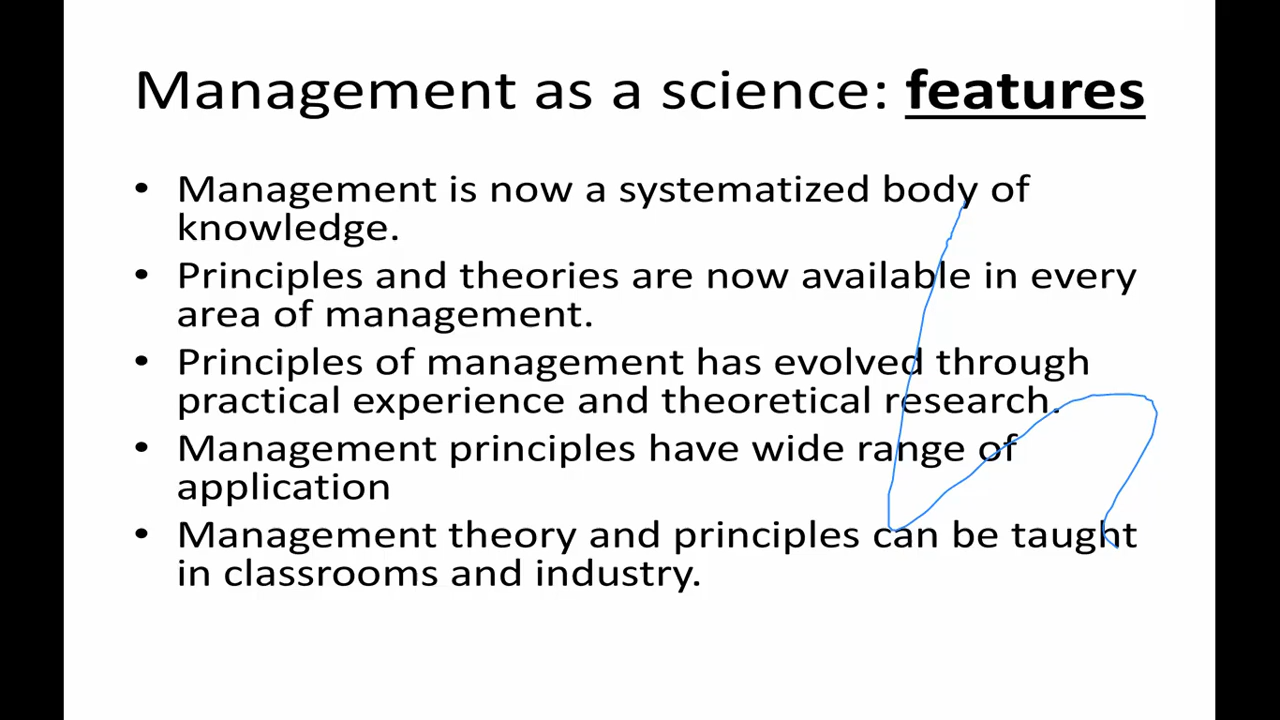 Management as a science: features
• Management is now a systematized body of
knowledge.
• Principles and theories are now available in every
area of management.
• Principles of management has evolved through
practical experience and theoretical research.
• Management principles have wide range of
application
• Management theory and principles can be taught
in classrooms and industry.